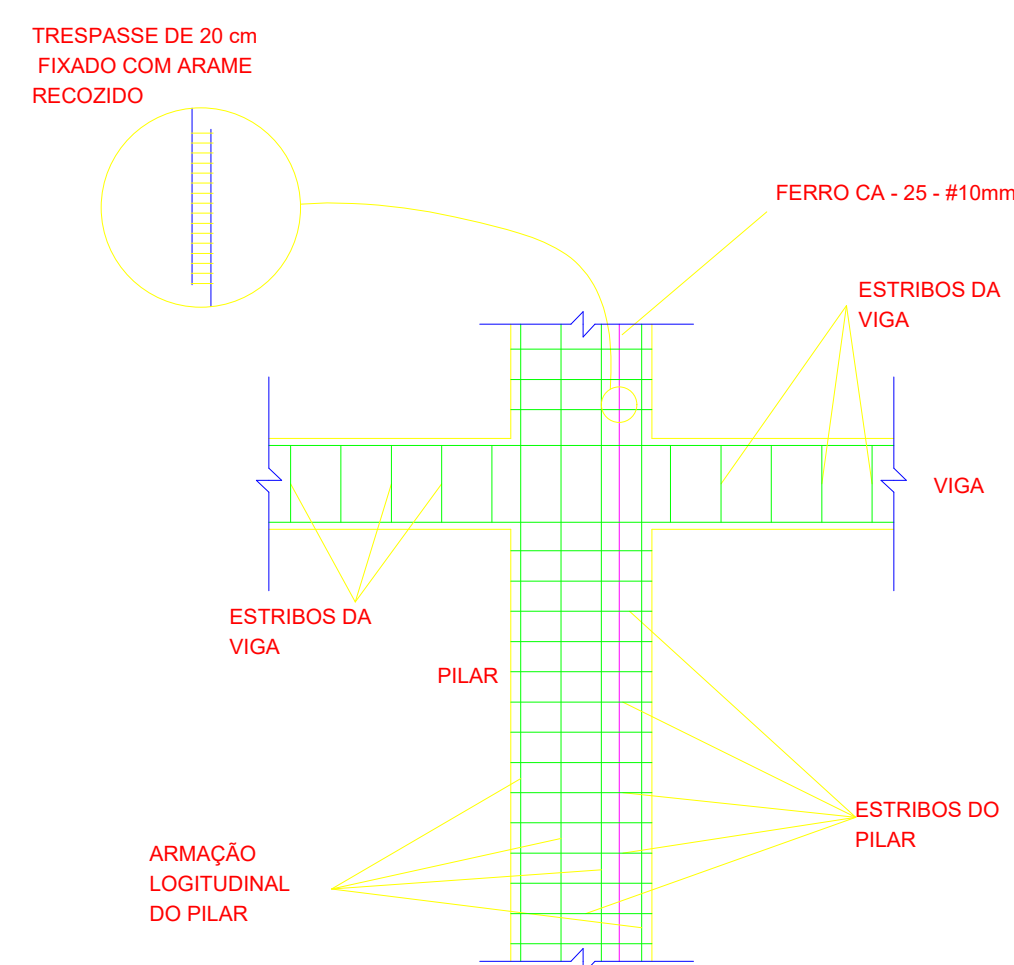 TRESPASSE DE 20 cm
FIXADO COM ARAME
RECOZIDO
FERRO CA - 25 - #10mm
ESTRIBOS DA
VIGA
VIGA
ESTRIBOS DA
VIGA
PILAR
ESTRIBOS DO
PILAR
ARMAÇÃO
LOGITUDINAL
DO PILAR